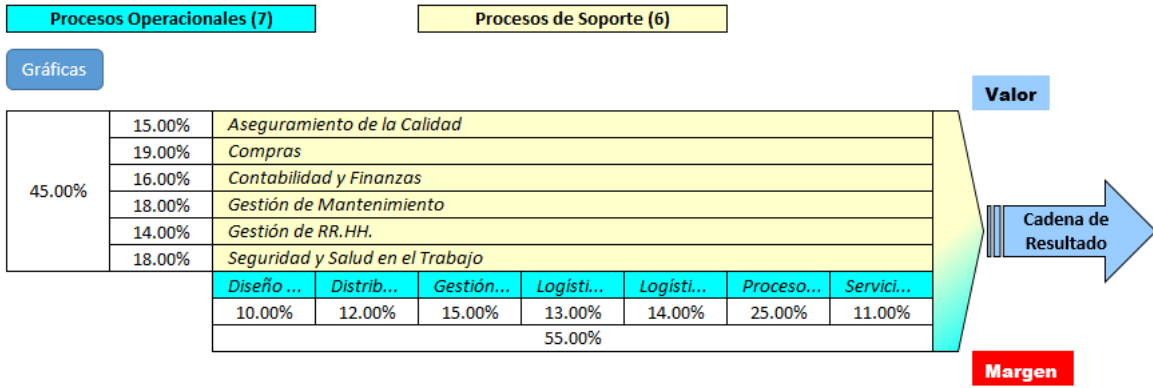 Procesos Operacionales (7)
Procesos de Soporte (6)
Gráficas
Valor
45.00%
15.00% Aseguramiento de la Calidad
19.00% Compras
16.00% Contabilidad y Finanzas
18.00% Gestión de Mantenimiento
14.00% Gestión de RR.HH.
18.00% Seguridad y Salud en el Trabajo
Cadena de
Resultado
Diseño ... Distrib... Gestión... Logísti... Logísti... Proceso... Servici...
10.00% 12.00% 15.00% 13.00% 14.00% 25.00% 11.00%
55.00%
Margen